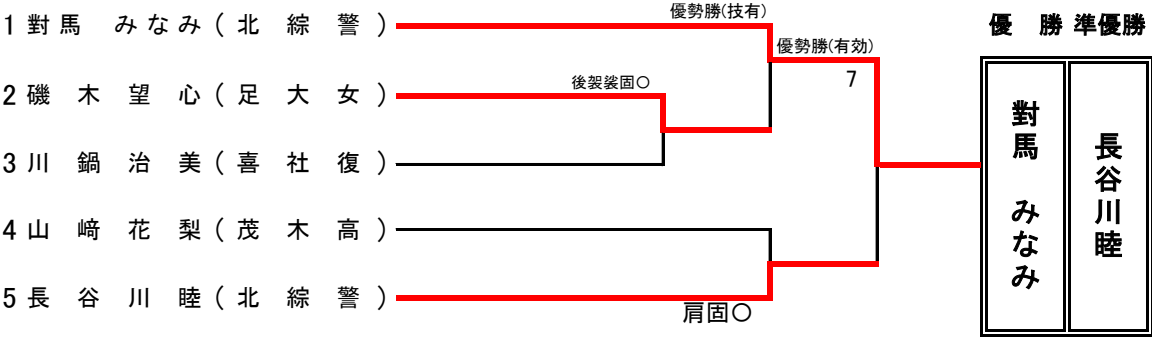 優勢勝(技有)
1 對馬 みなみ(北綜警)
優勝 準優勝
優勢勝(有効)
7
後袈裟固〇
2 磯木望心(足大女)
對馬 みなみ
長谷川睦
3 川鍋治美(喜社復)
4 山﨑花梨(茂木高)
5 長谷川睦(北綜警)
肩固〇